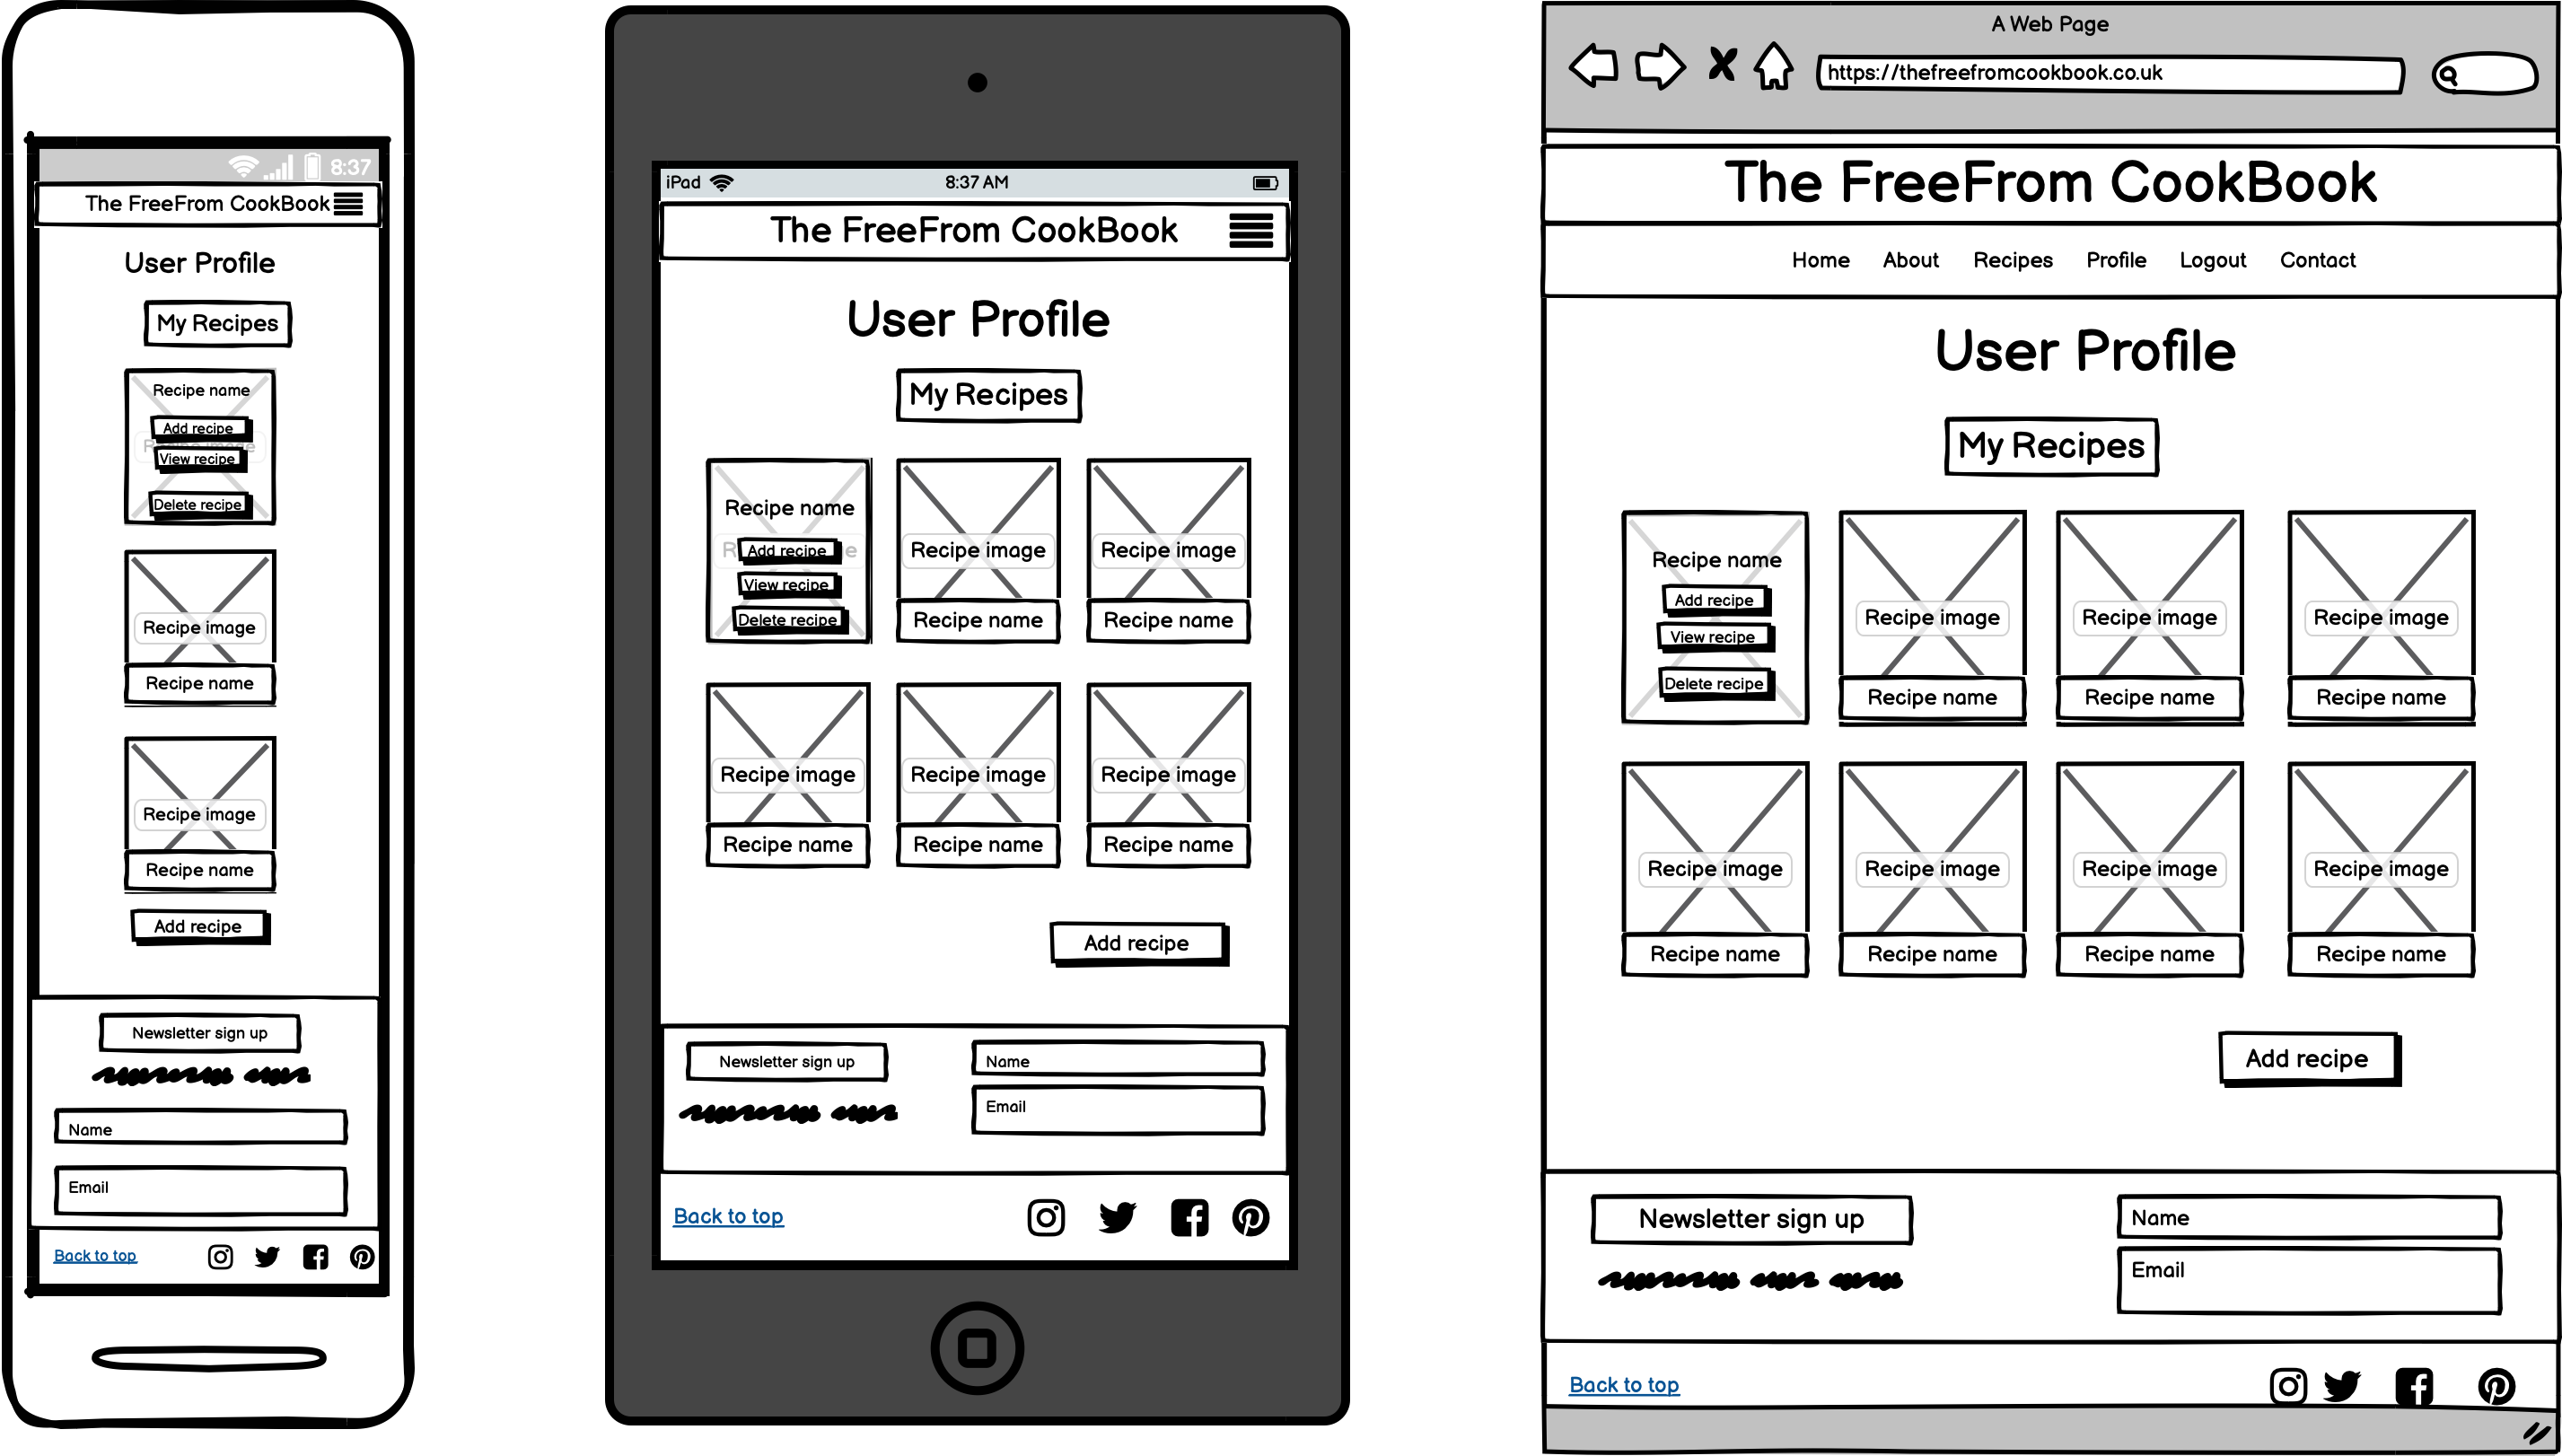 8:37
The FreeFrom CookBook
User Profile
My Recipes
Recipe name
Add recipe
View recipe
Delete recipe
Recipe image
Recipe name
Recipe image
Recipe name
Add recipe
Newsletter sign up
Name
Email
Back to top
iPad 8:37 AM
The FreeFrom CookBook
User Profile
My Recipes
Recipe name
Add recipe
View recipe
Delete recipe
Recipe image Recipe image
Recipe name Recipe name
Recipe image Recipe image Recipe image
Recipe name Recipe name Recipe name
Add recipe
Newsletter sign up
Name
Email
Back to top
A Web Page
https://thefreefromcookbook.co.uk
The FreeFrom CookBook
Home About Recipes Profile Logout Contact
User Profile
My Recipes
Recipe name
Add recipe
View recipe
Delete recipe
Recipe image Recipe image Recipe image
Recipe name Recipe name Recipe name
Recipe image Recipe image Recipe image Recipe image
Recipe name Recipe name Recipe name Recipe name
Add recipe
Newsletter sign up
Name
Email
Back to top